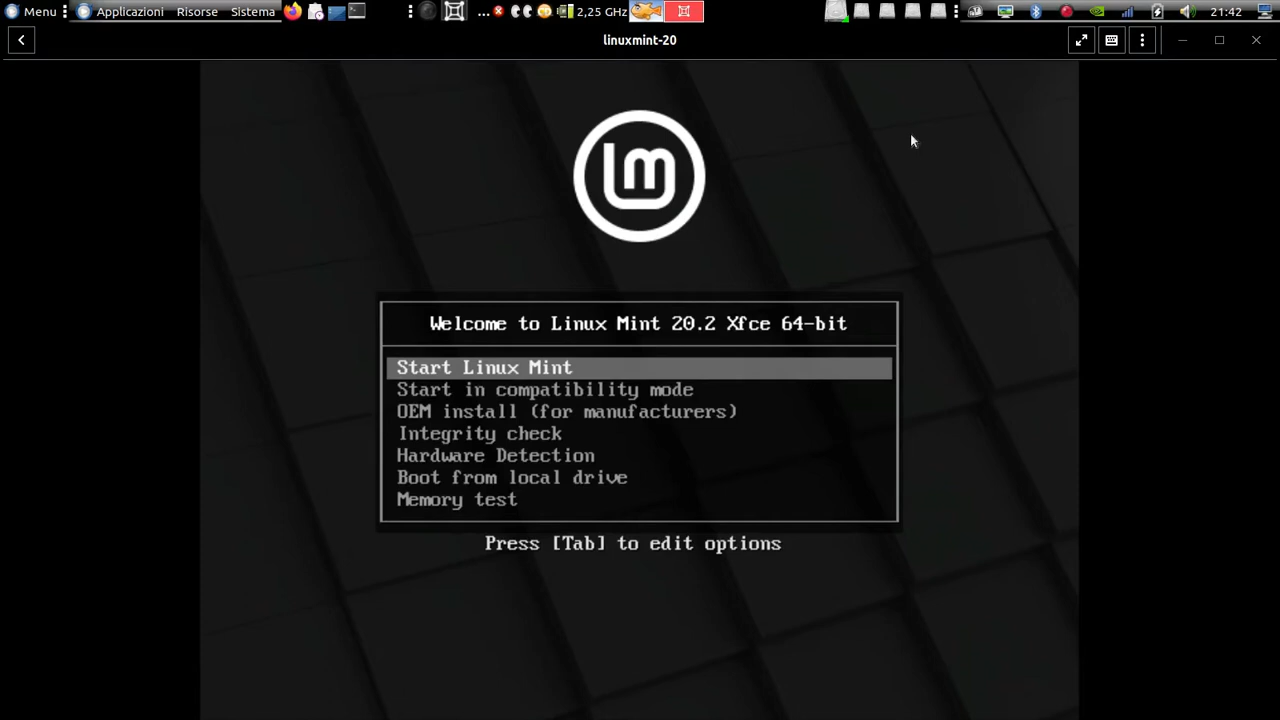 Menu Applicazioni Risorse Sistema ... 2,25 GHz 21:42
linuxmint-20
lm
Welcome to Linux Mint 20.2 Xfce 64-bit
Start Linux Mint
Start in compatibility mode
OEM install (for manufacturers)
Integrity check
Hardware Detection
Boot from local drive
Memory test
Press [Tab] to edit options